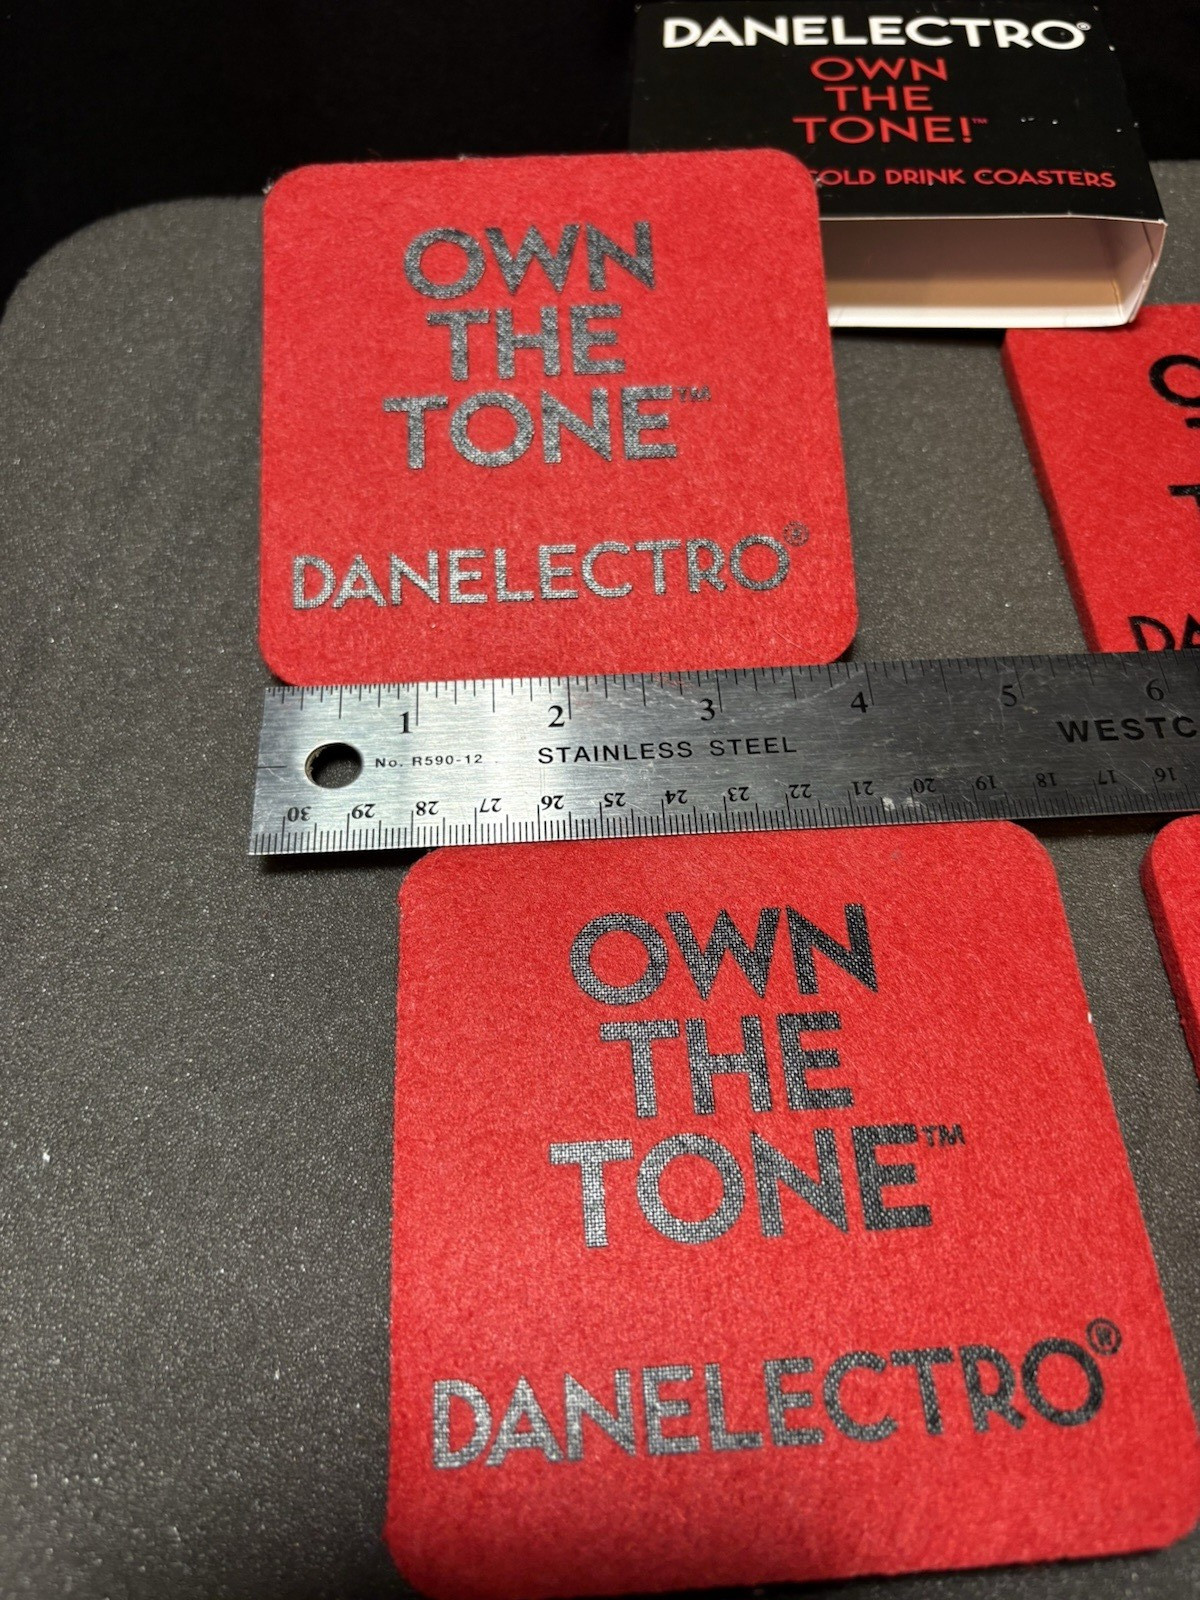 DANELECTRO®
OWN
THE
TONE!™
COLD DRINK COASTERS
OWN
THE
TONE™
DANELECTRO®
O
T
DA
1 2 3 4 5 6
No. R590-12 STAINLESS STEEL WESTC
30 29 28 27 26 25 24 23 22 21 20 19 18 17 16
OWN
THE
TONE™
DANELECTRO®